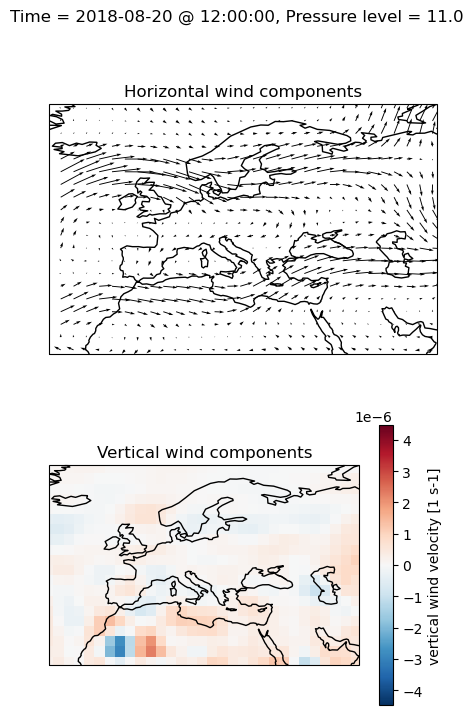 Time = 2018-08-20 @ 12:00:00, Pressure level = 11.0
Horizontal wind components
1e−6
Vertical wind components
4
3
2
1
0
−1
−2
−3
−4
vertical wind velocity [1 s-1]